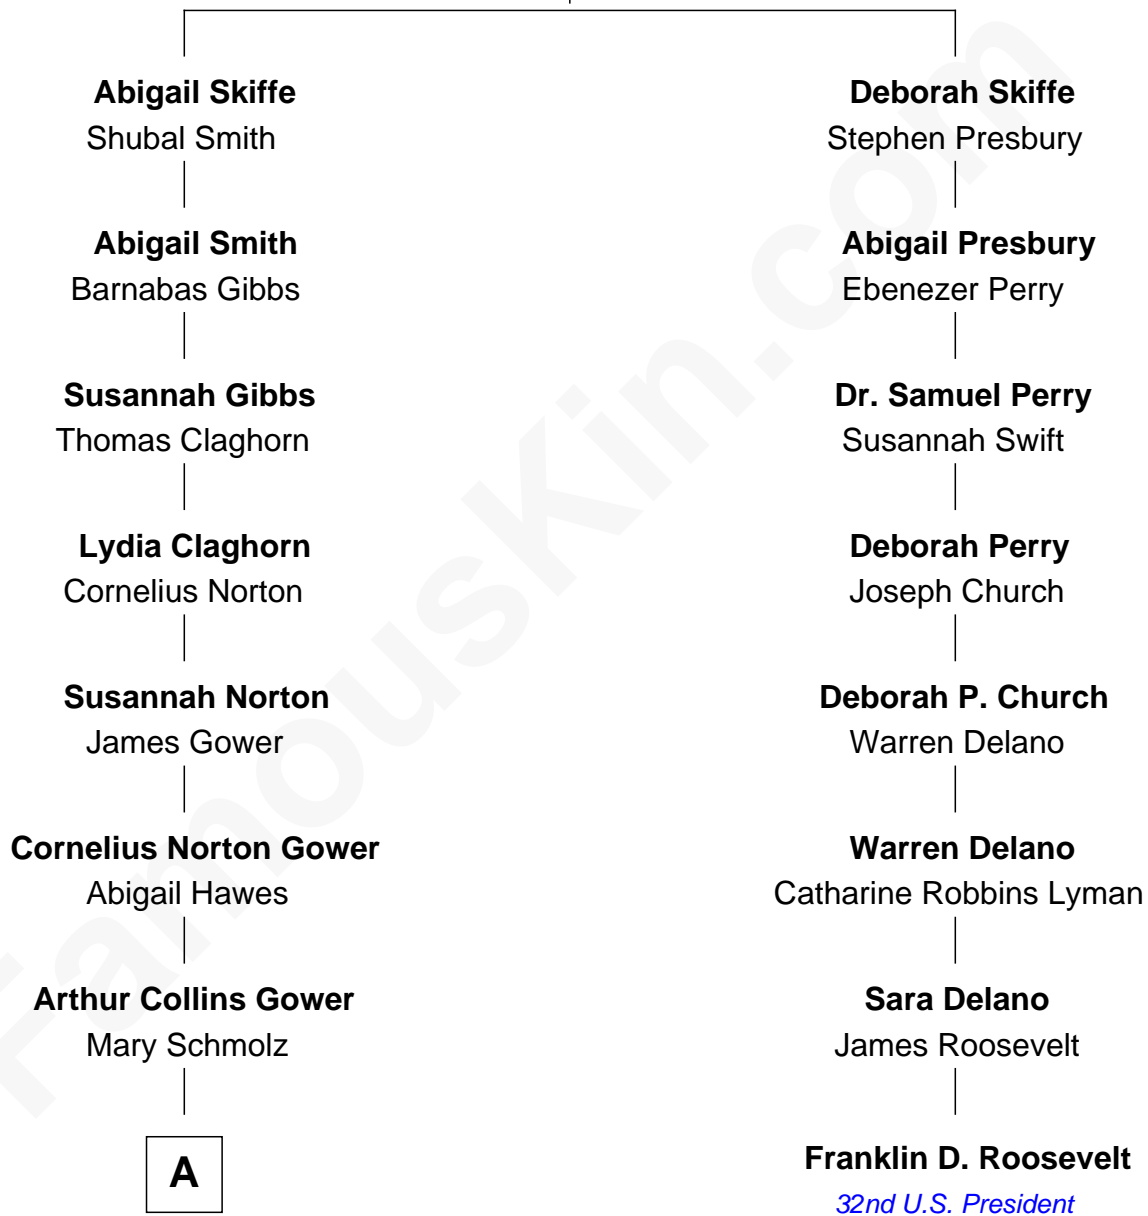 Abigail Skiffe
Shubal Smith
Abigail Smith
Barnabas Gibbs
Susannah Gibbs
Thomas Claghorn
Lydia Claghorn
Cornelius Norton
Susannah Norton
James Gower
Cornelius Norton Gower
Abigail Hawes
Arthur Collins Gower
Mary Schmolz
A
Deborah Skiffe
Stephen Presbury
Abigail Presbury
Ebenezer Perry
Dr. Samuel Perry
Susannah Swift
Deborah Perry
Joseph Church
Deborah P. Church
Warren Delano
Warren Delano
Catharine Robbins Lyman
Sara Delano
James Roosevelt
Franklin D. Roosevelt
32nd U.S. President
FamousKin.com